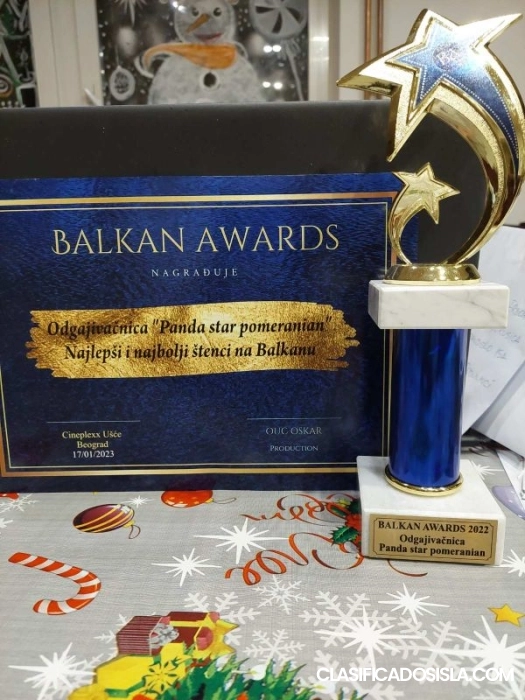 BALKAN AWARDS
NAGRAĐUJE
Odgajivačnica "Panda star pomeranian"
Najlepši i najbolji štenci na Balkanu
Cineplexx Ušće
Beograd
17/01/2023
OUG OSKAR
PRODUCTION
BALKAN AWARDS 2022
Odgajivačnica
Panda star pomeranian
CLASIFICADOSISLA.COM